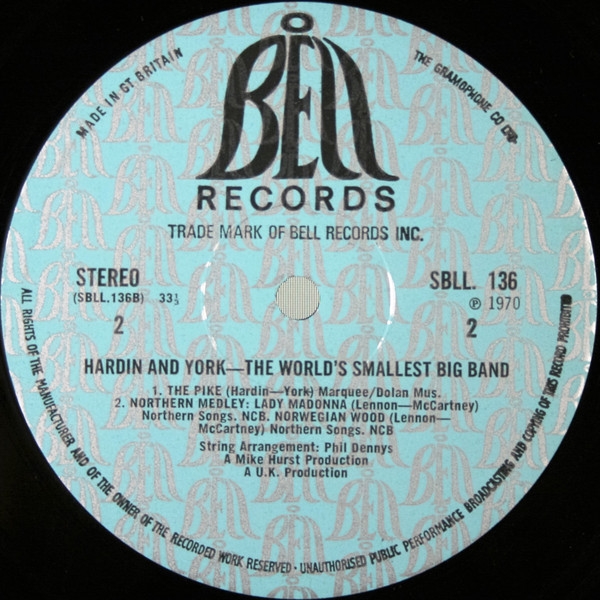 BELL
RECORDS
TRADE MARK OF BELL RECORDS INC.
MADE IN GT. BRITAIN
THE GRAMOPHONE CO LTD.
STEREO
(SBLL.136B) 33⅓
2
SBLL. 136
℗ 1970
2
HARDIN AND YORK—THE WORLD'S SMALLEST BIG BAND
1. THE PIKE (Hardin—York) Marquee/Dolan Mus.
2. NORTHERN MEDLEY: LADY MADONNA (Lennon—McCartney)
Northern Songs. NCB. NORWEGIAN WOOD (Lennon—
McCartney) Northern Songs. NCB
String Arrangement: Phil Dennys
A Mike Hurst Production
A U.K. Production
ALL RIGHTS OF THE MANUFACTURER AND OF THE OWNER OF THE RECORDED WORK RESERVED · UNAUTHORISED PUBLIC PERFORMANCE BROADCASTING AND COPYING OF THIS RECORD PROHIBITED